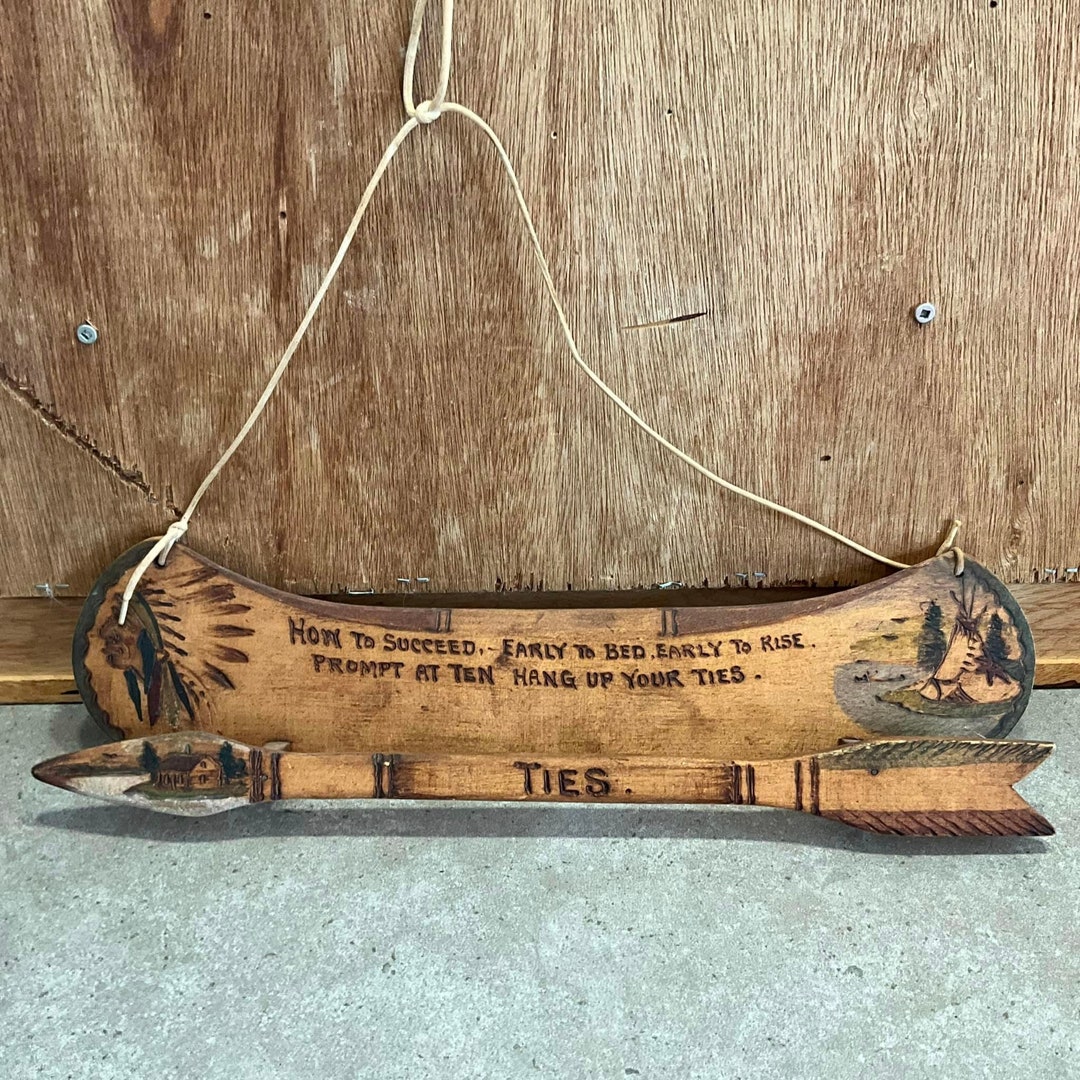 HOW TO SUCCEED,- EARLY TO BED. EARLY TO RISE.
PROMPT AT TEN HANG UP YOUR TIES.
TIES.